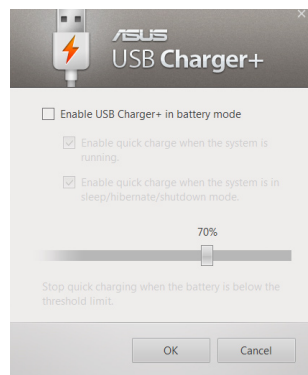 ASUS
USB Charger+
Enable USB Charger+ in battery mode
Enable quick charge when the system is
running.
Enable quick charge when the system is in
sleep/hibernate/shutdown mode.
70%
Stop quick charging when the battery is below the
threshold limit.
OK
Cancel